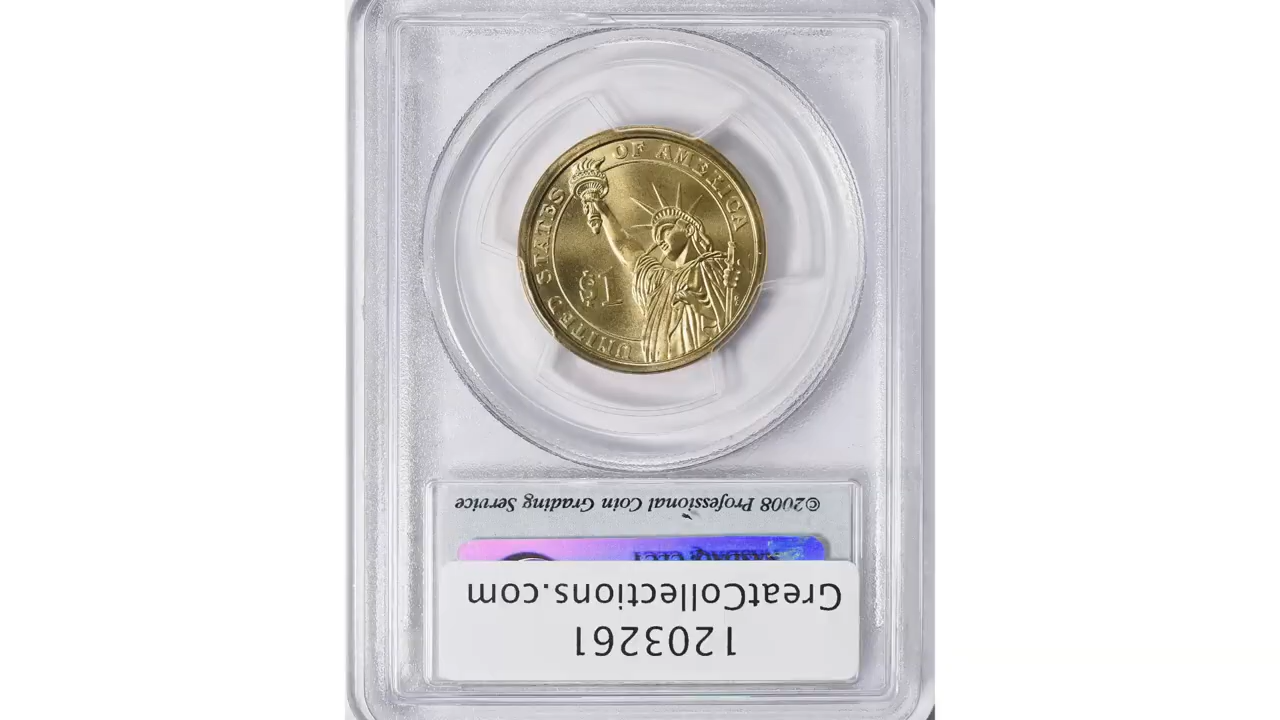 UNITED STATES OF AMERICA
$1
©2008 Professional Coin Grading Service
GreatCollections.com
1203261